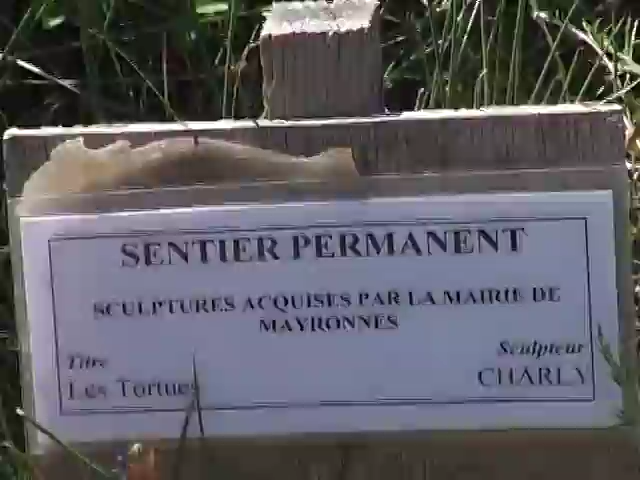 SENTIER PERMANENT
SCULPTURES ACQUISES PAR LA MAIRIE DE
MAYRONNES
Titre
Sculpteur
Les Tortues
CHARLY